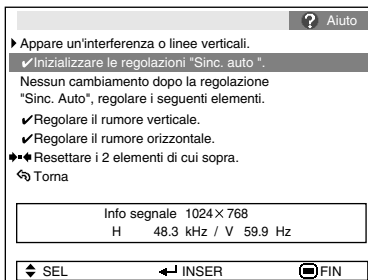 ? Aiuto
Appare un'interferenza o linee verticali.
✔Inizializzare le regolazioni "Sinc. auto ".
Nessun cambiamento dopo la regolazione
"Sinc. Auto", regolare i seguenti elementi.
✔Regolare il rumore verticale.
✔Regolare il rumore orizzontale.
Resettare i 2 elementi di cui sopra.
Torna
Info segnale 1024×768
H 48.3 kHz / V 59.9 Hz
SEL INSER FIN